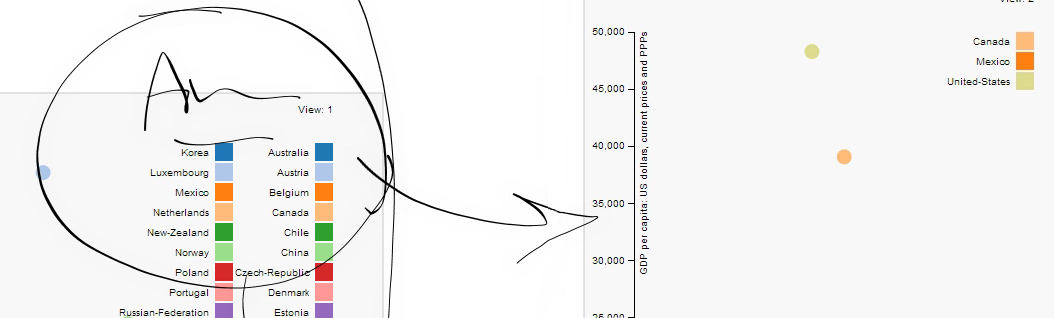 View: 1
Korea Australia
Luxembourg Austria
Mexico Belgium
Netherlands Canada
New-Zealand Chile
Norway China
Poland Czech-Republic
Portugal Denmark
Russian-Federation Estonia
50,000
45,000
40,000
35,000
30,000
25,000
GDP per capita: US dollars, current prices and PPPs
View: 2
Canada
Mexico
United-States